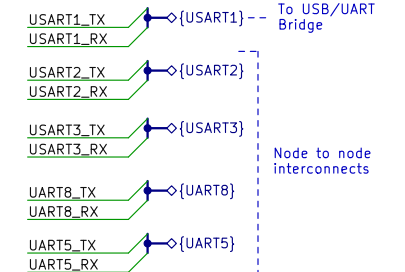 To USB/UART
Bridge
USART1_TX
USART1_RX
{USART1}
USART2_TX
USART2_RX
{USART2}
USART3_TX
USART3_RX
{USART3}
Node to node
interconnects
UART8_TX
UART8_RX
{UART8}
UART5_TX
UART5_RX
{UART5}